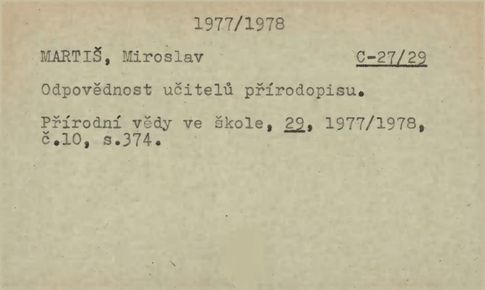 1977/1978
MARTIŠ, Miroslav C-27/29
Odpovědnost učitelů přírodopisu.
Přírodní vědy ve škole, 29, 1977/1978,
č.10, s.374.